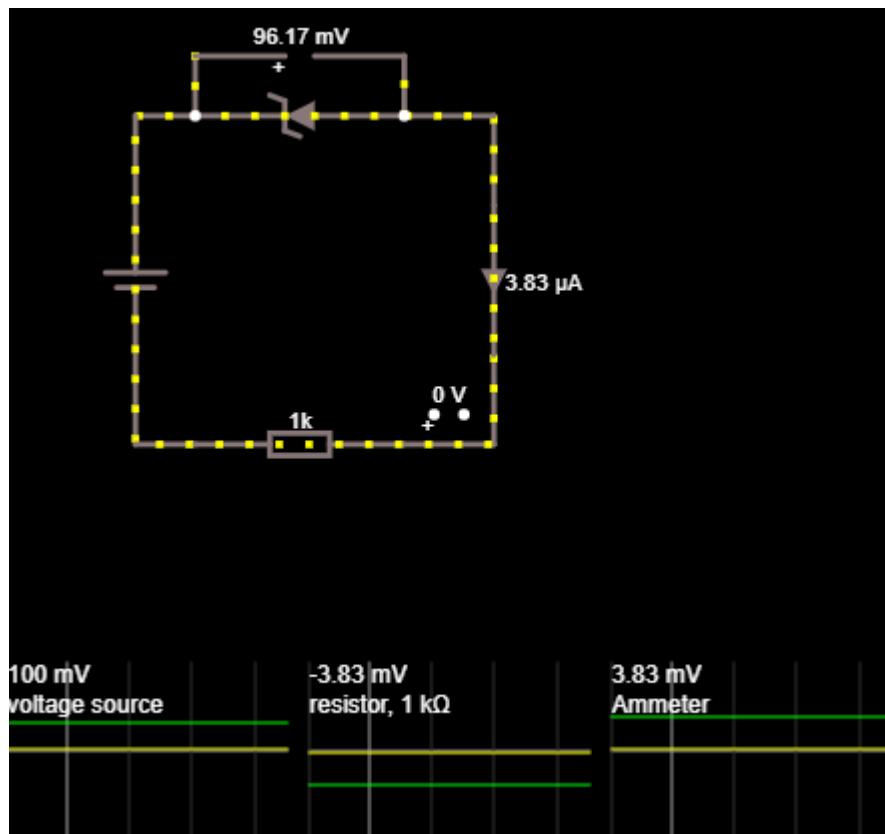 96.17 mV
+
3.83 μA
0 V
+
1k
100 mV
voltage source
-3.83 mV
resistor, 1 kΩ
3.83 mV
Ammeter